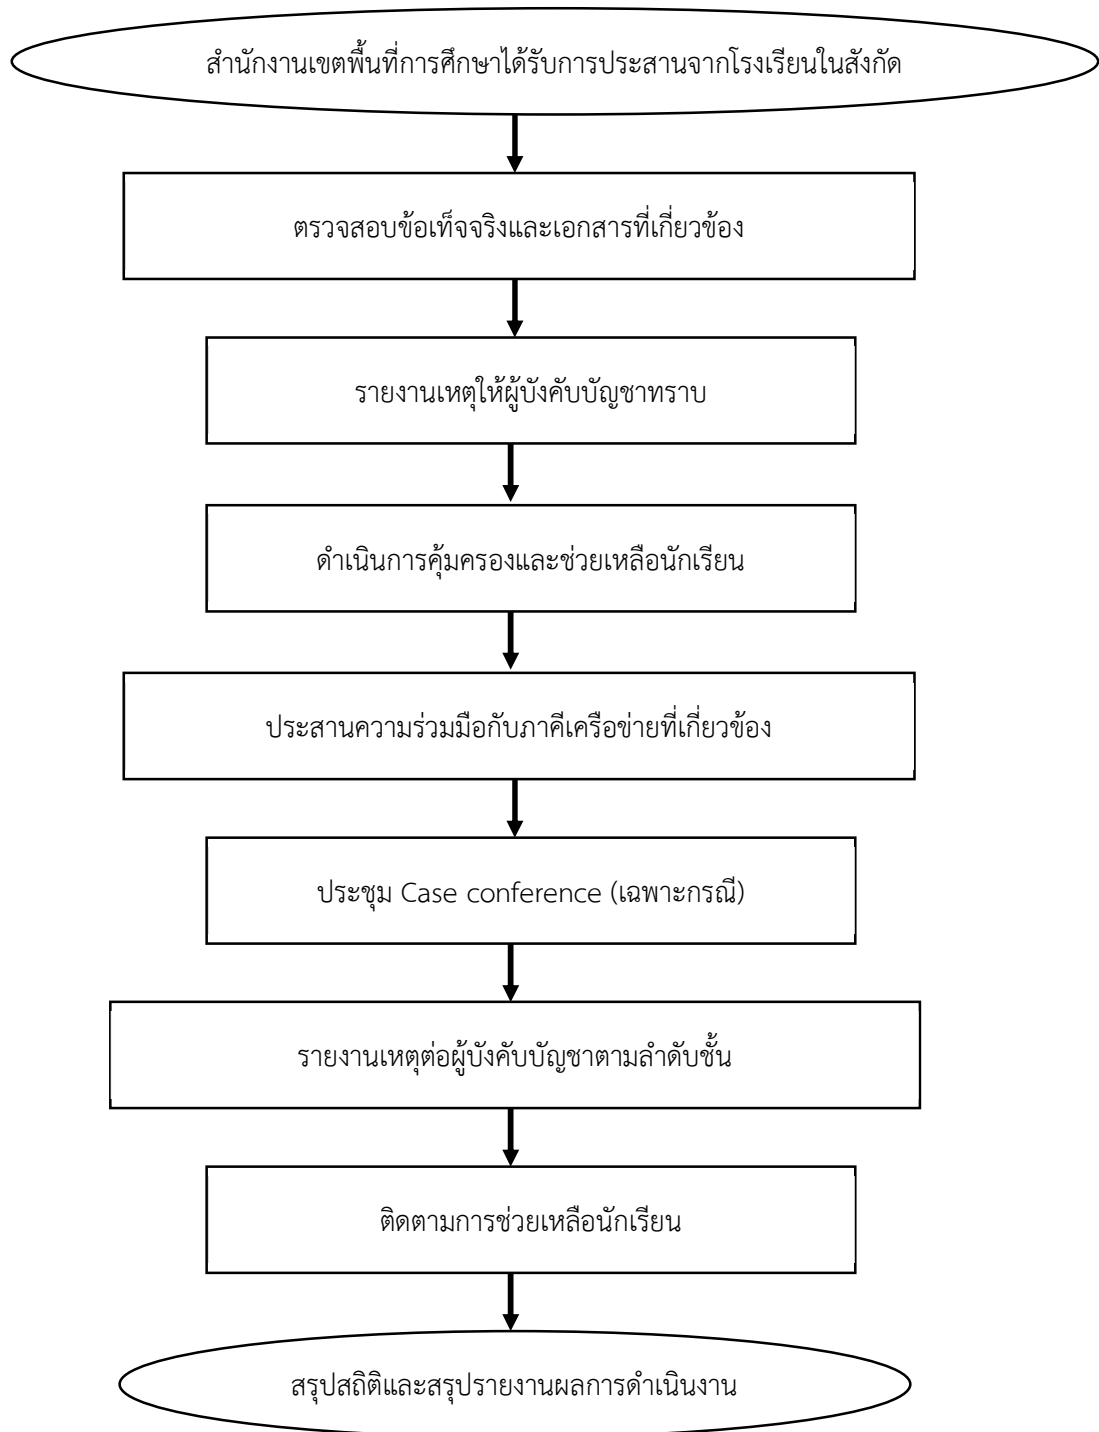 สำนักงานเขตพื้นที่การศึกษาได้รับการประสานจากโรงเรียนในสังกัด
ตรวจสอบข้อเท็จจริงและเอกสารที่เกี่ยวข้อง
รายงานเหตุให้ผู้บังคับบัญชาทราบ
ดำเนินการคุ้มครองและช่วยเหลือนักเรียน
ประสานความร่วมมือกับภาคีเครือข่ายที่เกี่ยวข้อง
ประชุม Case conference (เฉพาะกรณี)
รายงานเหตุต่อผู้บังคับบัญชาตามลำดับชั้น
ติดตามการช่วยเหลือนักเรียน
สรุปสถิติและสรุปรายงานผลการดำเนินงาน